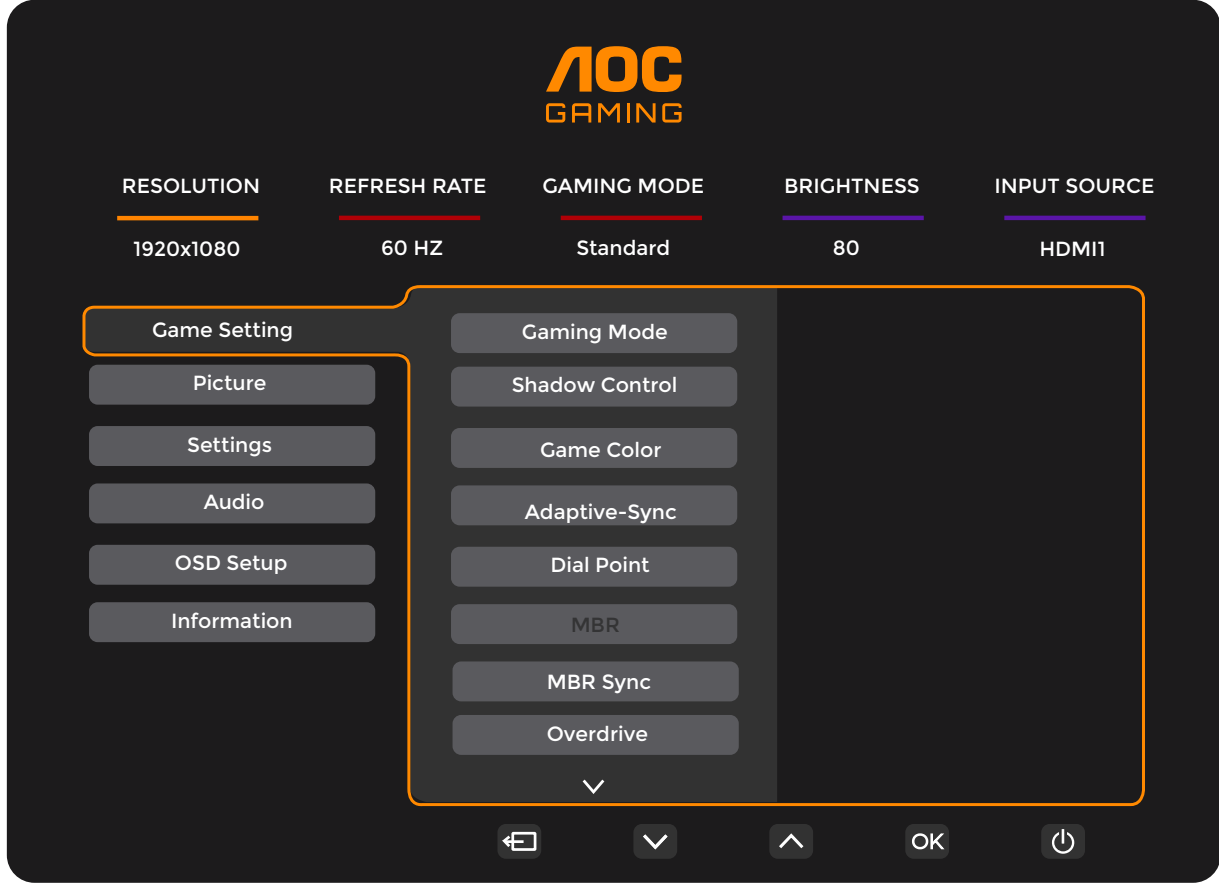 AOC
GAMING
RESOLUTION REFRESH RATE GAMING MODE BRIGHTNESS INPUT SOURCE
1920x1080 60 HZ Standard 80 HDMI1
Game Setting
Picture
Settings
Audio
OSD Setup
Information
Gaming Mode
Shadow Control
Game Color
Adaptive-Sync
Dial Point
MBR
MBR Sync
Overdrive
OK